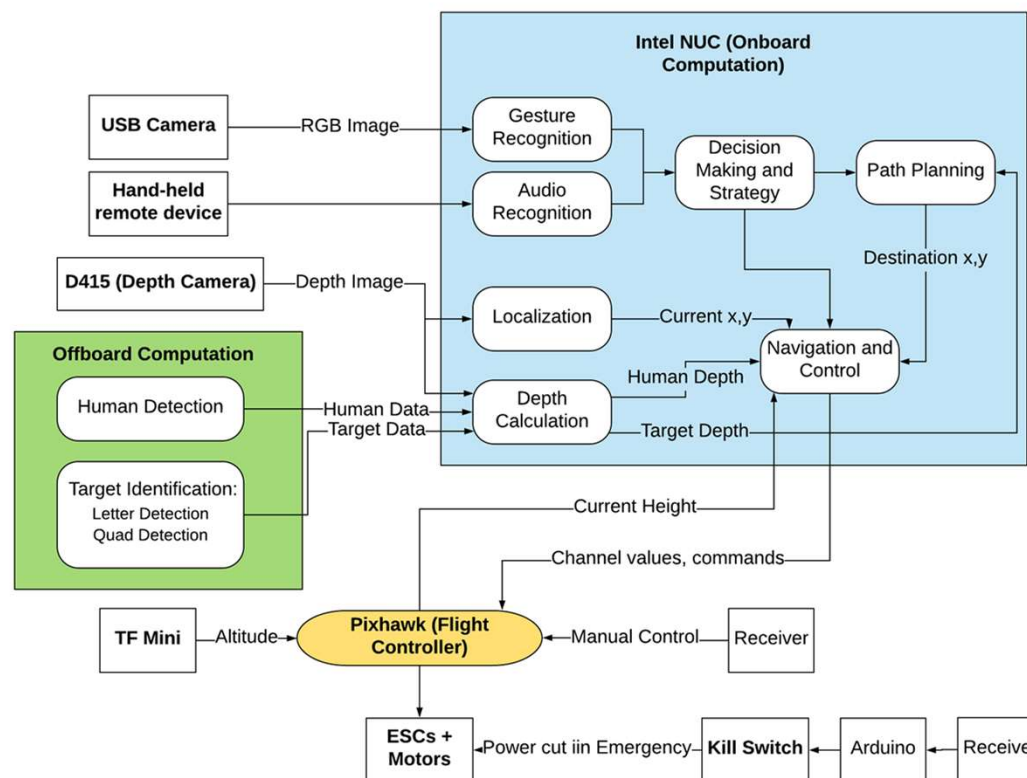 Intel NUC (Onboard
Computation)
USB Camera
RGB Image
Gesture
Recognition
Decision
Making and
Strategy
Path Planning
Hand-held
remote device
Audio
Recognition
D415 (Depth Camera)
Depth Image
Destination x,y
Localization
Current x,y
Navigation and
Control
Offboard Computation
Human Detection
Human Data
Target Data
Depth
Calculation
Human Depth
Target Depth
Target Identification:
Letter Detection
Quad Detection
Current Height
Channel values, commands
TF Mini
Altitude
Pixhawk (Flight
Controller)
Manual Control
Receiver
ESCs +
Motors
Power cut iin Emergency
Kill Switch
Arduino
Receive